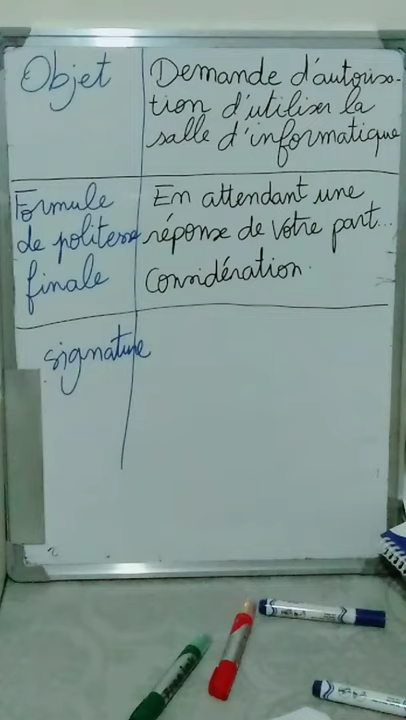 Objet
Demande d'autorisa-
tion d'utiliser la
salle d'informatique
Formule
de politesse
finale
En attendant une
réponse de votre part...
Considération.
signature